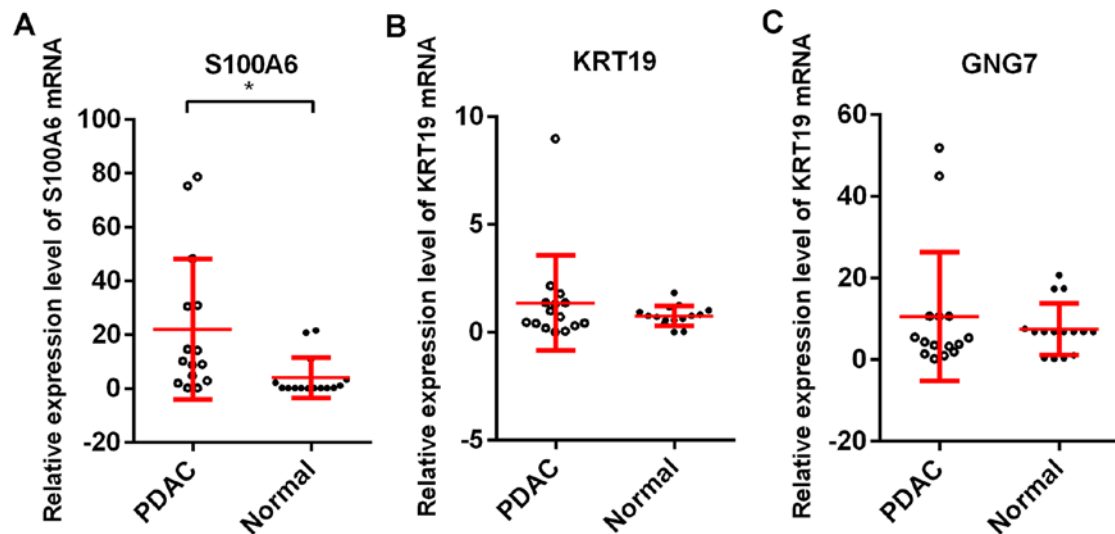 A
S100A6
*
Relative expression level of S100A6 mRNA
100
80
60
40
20
0
-20
PDAC
Normal
B
KRT19
Relative expression level of KRT19 mRNA
10
5
0
-5
PDAC
Normal
C
GNG7
Relative expression level of KRT19 mRNA
60
40
20
0
-20
PDAC
Normal